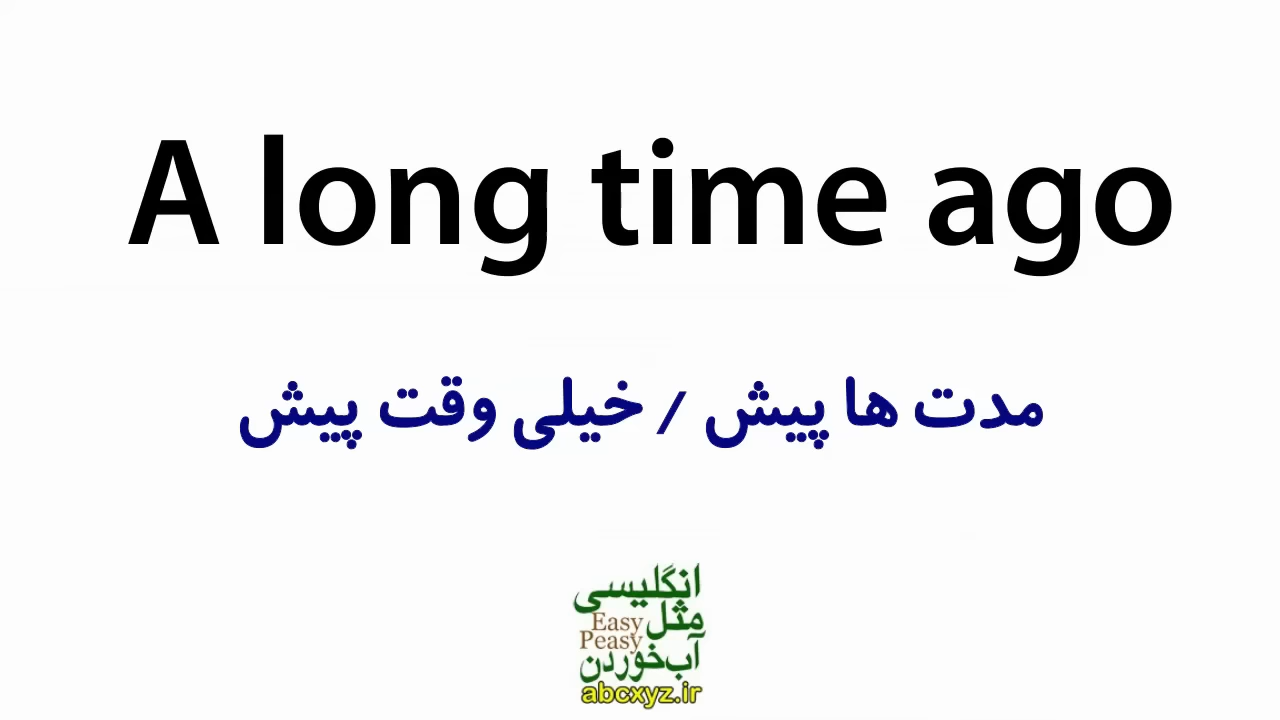 A long time ago
مدت ها پیش / خیلی وقت پیش
انگلیسی
مثل Easy
Peasy
آب خوردن
abcxyz.ir